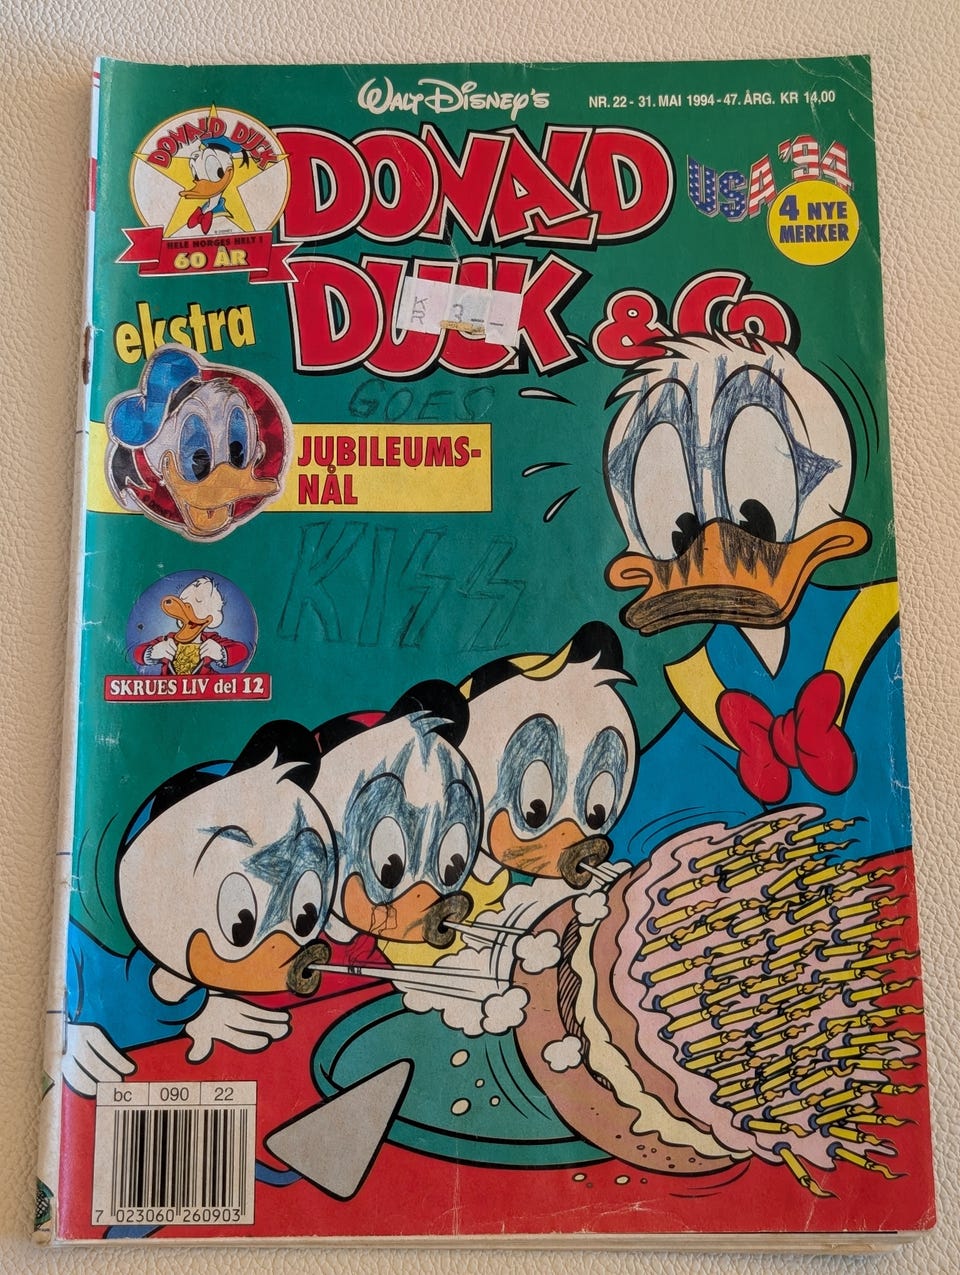 WALT DISNEY'S
NR. 22 - 31. MAI 1994 - 47. ÅRG. KR 14,00
DONALD DUCK
HELE NORGES HELT !
60 ÅR
DONALD
DUCK & Co
USA '94
4 NYE
MERKER
KR 3.-
ekstra
GOES
JUBILEUMS-
NÅL
KISS
SKRUES LIV del 12
bc 090 22
7 023060 260903